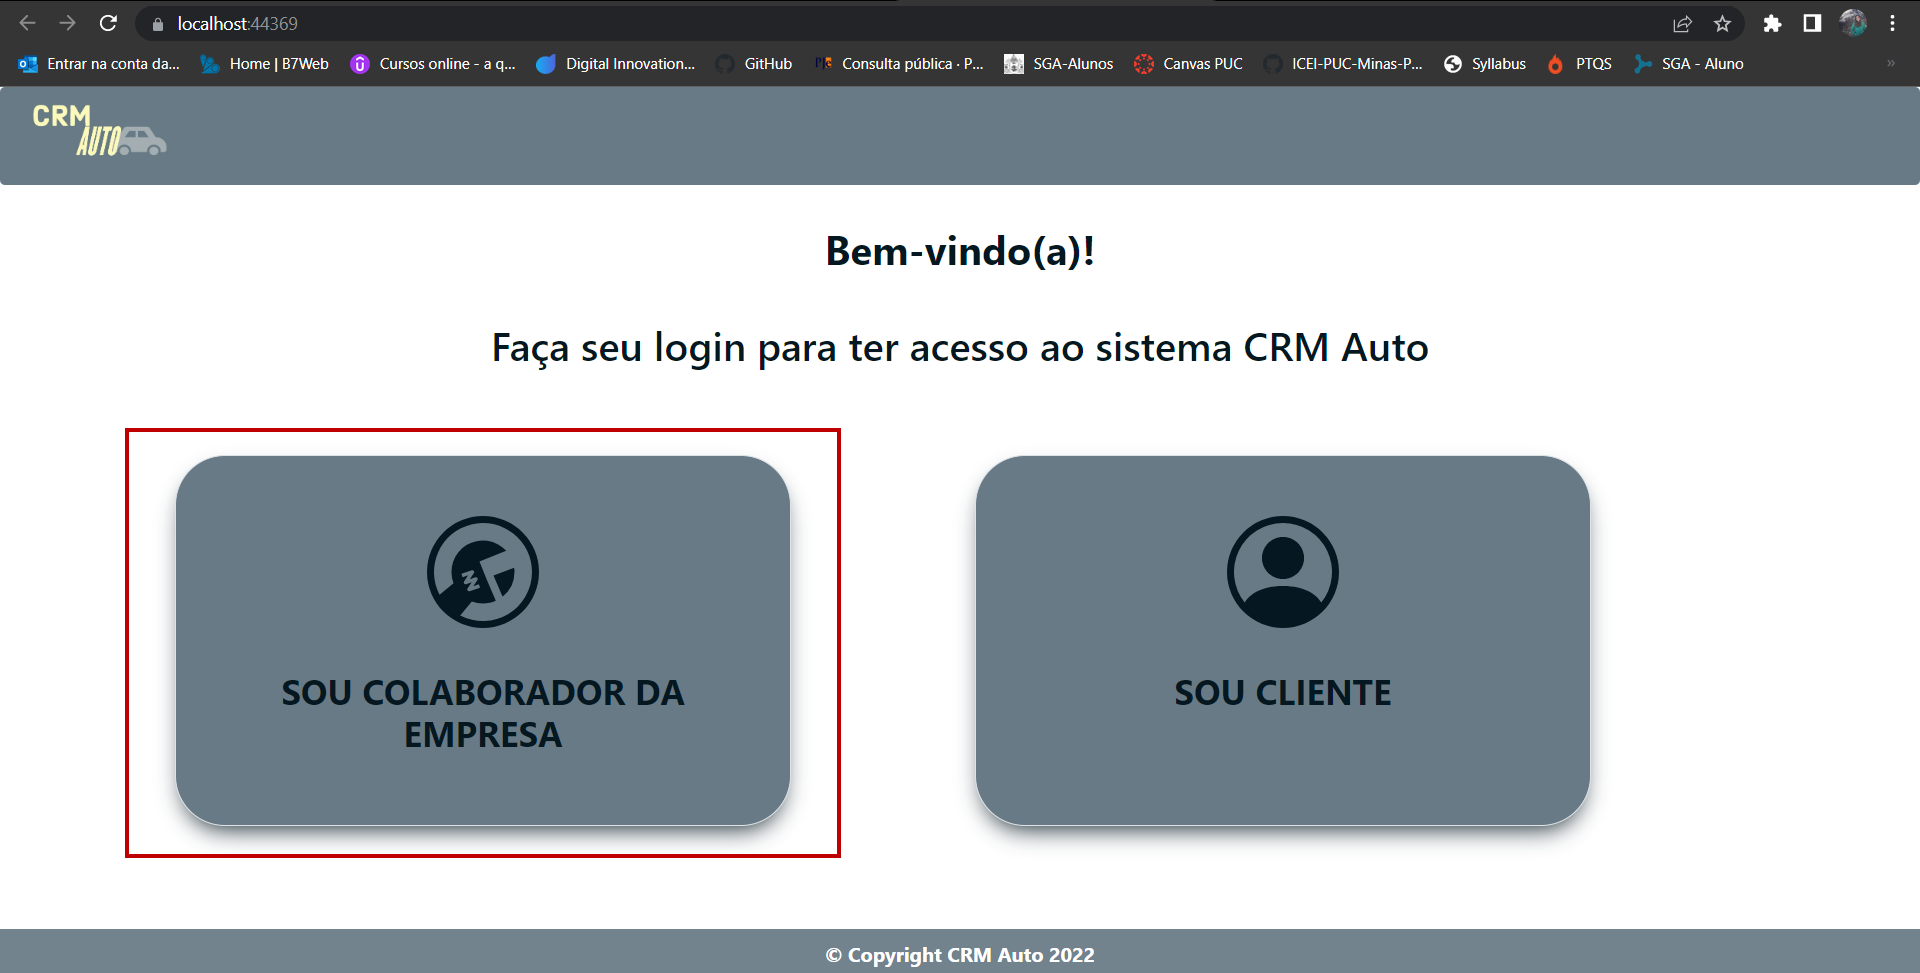 localhost:44369
Entrar na conta da... Home | B7Web Cursos online - a q... Digital Innovation... GitHub Consulta pública · P... SGA-Alunos Canvas PUC ICEI-PUC-Minas-P... Syllabus PTQS SGA - Aluno »
CRM
AUTO
Bem-vindo(a)!
Faça seu login para ter acesso ao sistema CRM Auto
SOU COLABORADOR DA
EMPRESA
SOU CLIENTE
© Copyright CRM Auto 2022